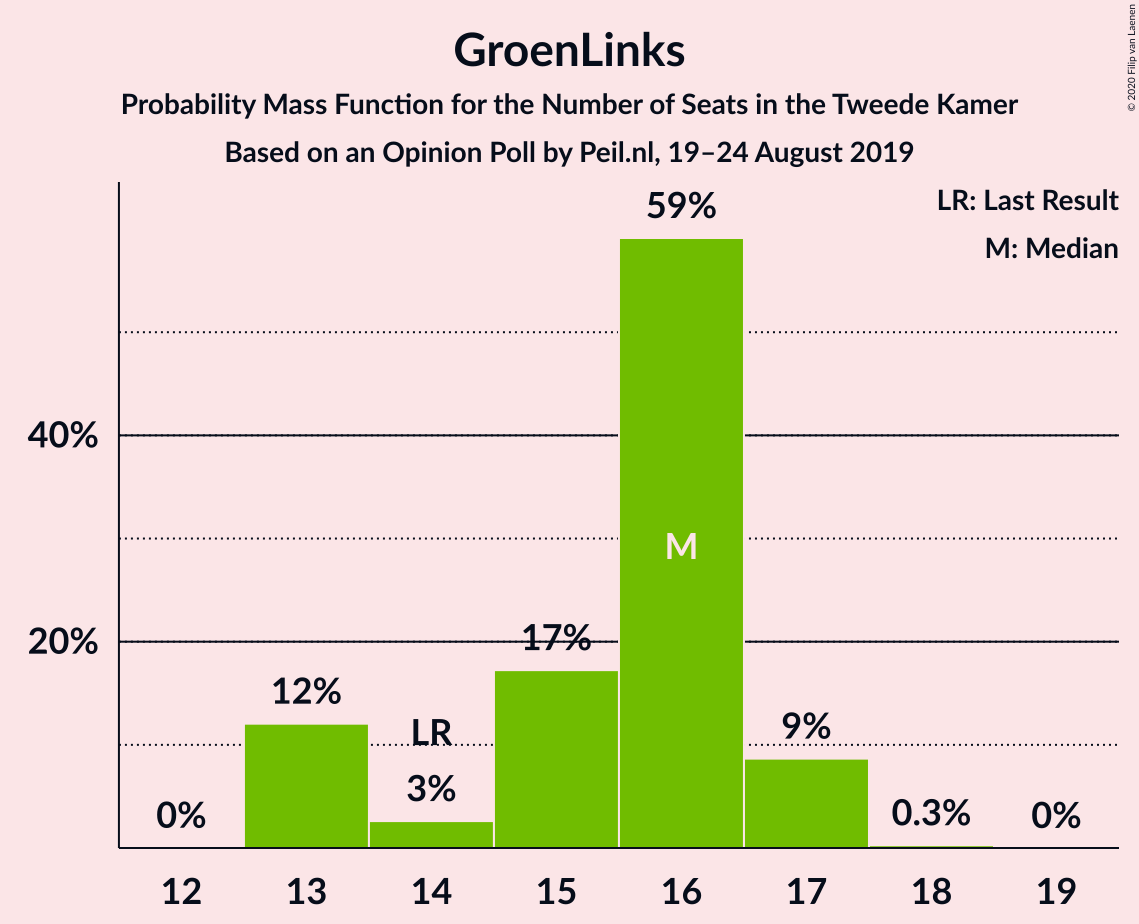 GroenLinks
Probability Mass Function for the Number of Seats in the Tweede Kamer
Based on an Opinion Poll by Peil.nl, 19–24 August 2019
© 2020 Filip van Laenen
LR: Last Result
M: Median
59%
40%
M
20%
17%
12%
LR
9%
3%
0%
0.3%
0%
12 13 14 15 16 17 18 19